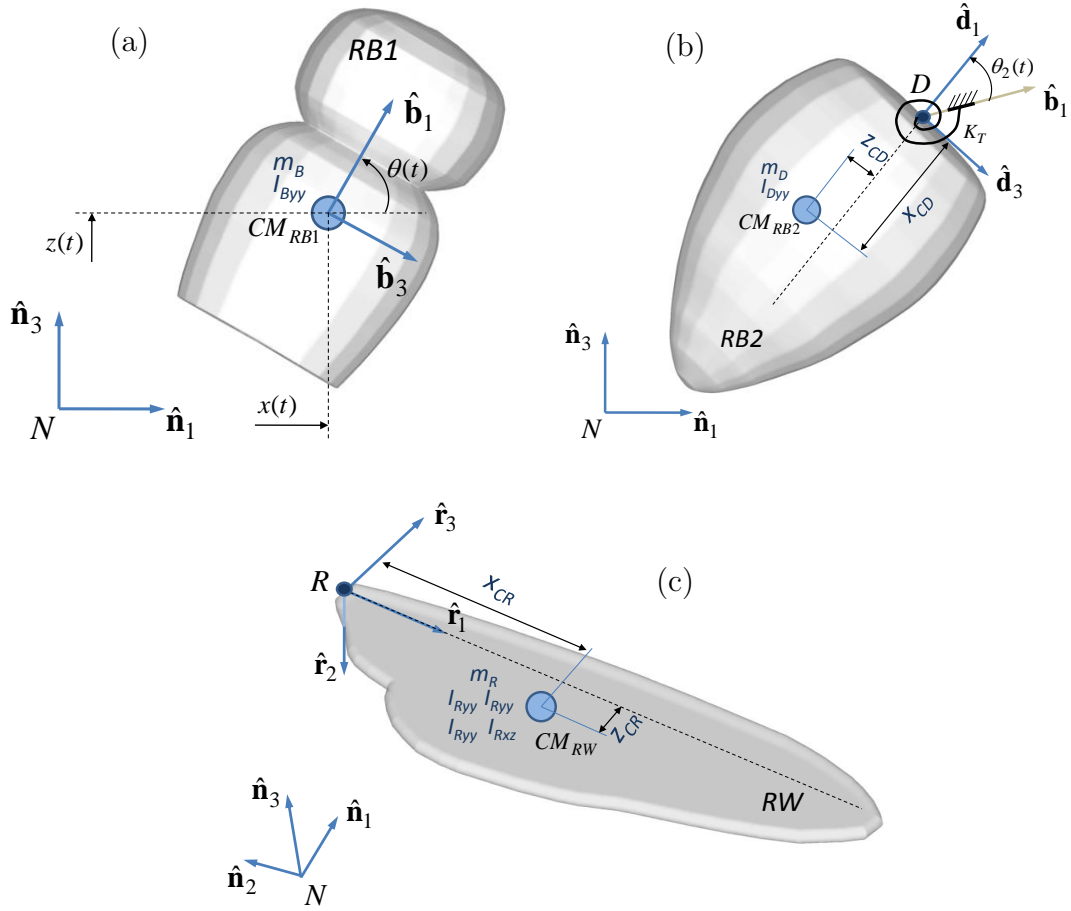 (a)
RB1
b̂₁
m_B
I_Byy
θ(t)
CM_RB1
z(t)
b̂₃
n̂₃
x(t)
N
n̂₁
(b)
d̂₁
θ₂(t)
D
b̂₁
K_T
z_CD
d̂₃
m_D
I_Dyy
x_CD
CM_RB2
RB2
n̂₃
N
n̂₁
(c)
r̂₃
R
x_CR
r̂₁
r̂₂
m_R
I_Ryy I_Ryy
I_Ryy I_Rxz
CM_RW
z_CR
RW
n̂₃
n̂₁
n̂₂
N